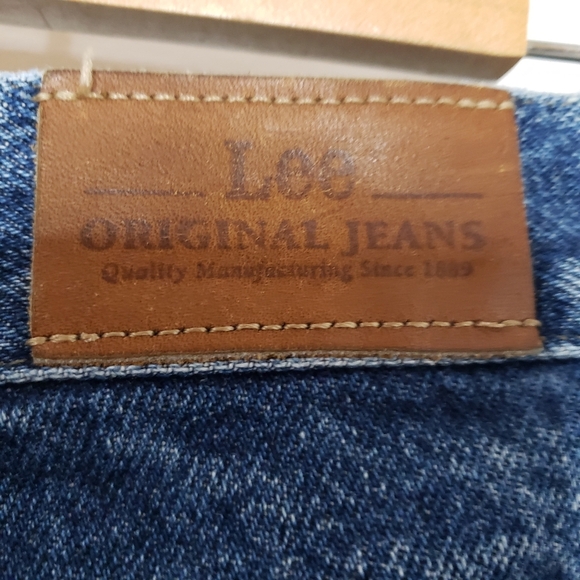 Lee
ORIGINAL JEANS
Quality Manufacturing Since 1889